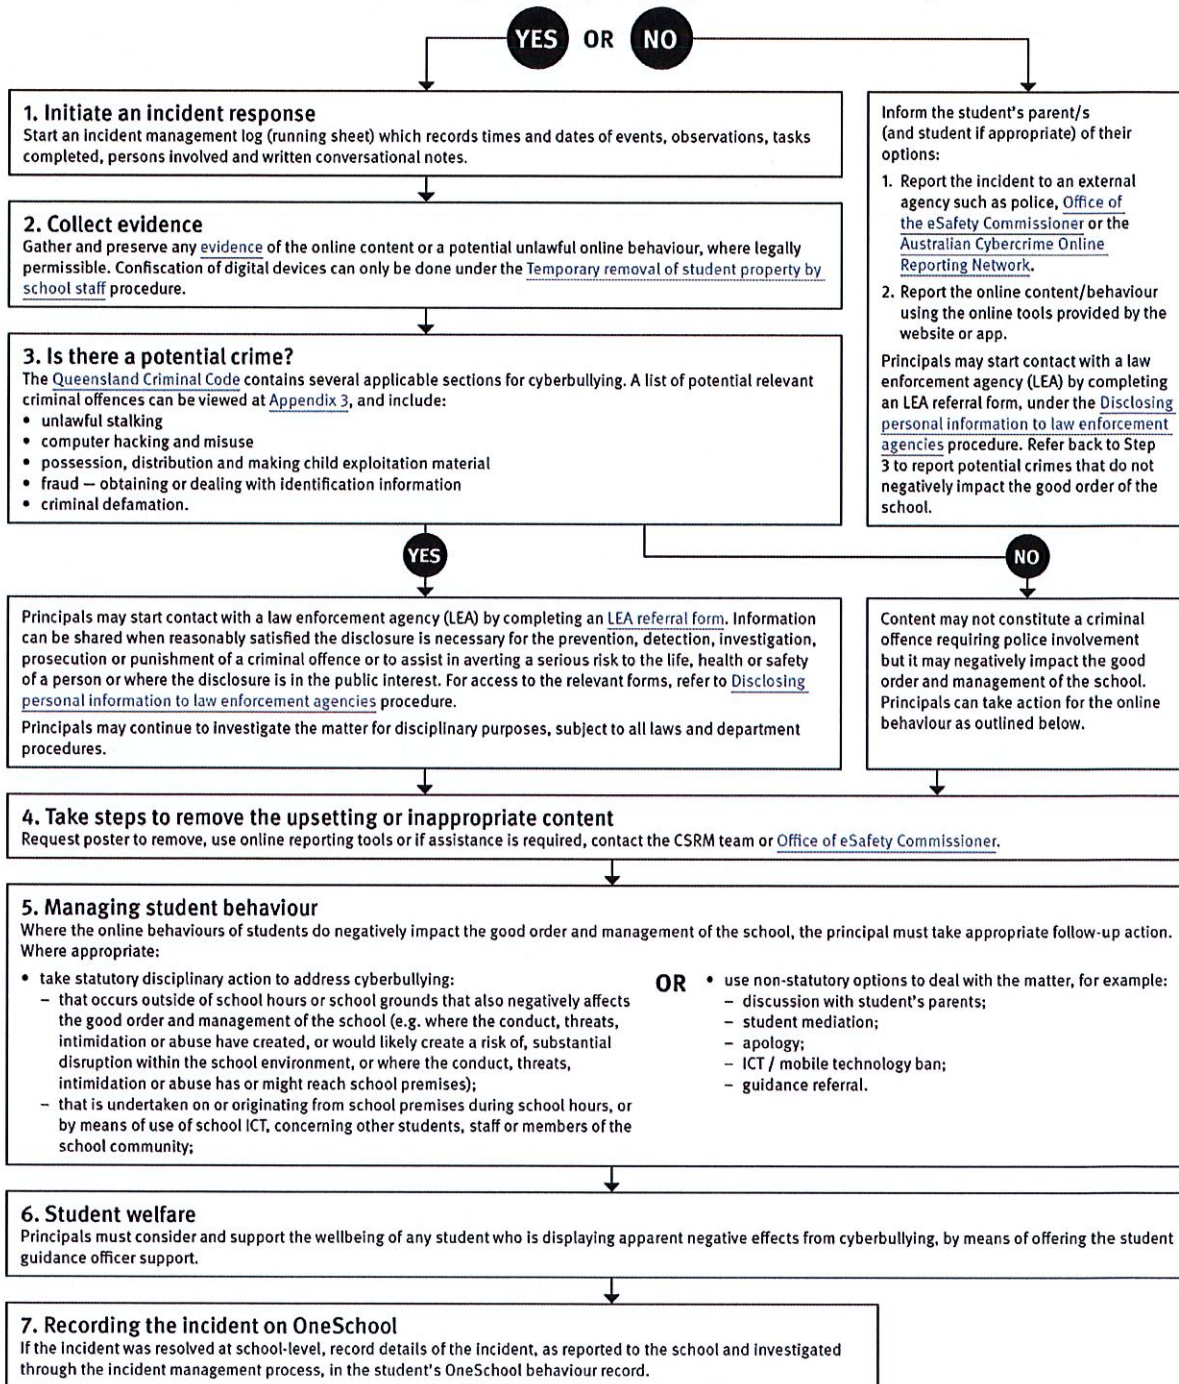 YES OR NO
1. Initiate an incident response
Start an incident management log (running sheet) which records times and dates of events, observations, tasks
completed, persons involved and written conversational notes.
2. Collect evidence
Gather and preserve any evidence of the online content or a potential unlawful online behaviour, where legally
permissible. Confiscation of digital devices can only be done under the Temporary removal of student property by
school staff procedure.
3. Is there a potential crime?
The Queensland Criminal Code contains several applicable sections for cyberbullying. A list of potential relevant
criminal offences can be viewed at Appendix 3, and include:
• unlawful stalking
• computer hacking and misuse
• possession, distribution and making child exploitation material
• fraud – obtaining or dealing with identification information
• criminal defamation.
Inform the student's parent/s
(and student if appropriate) of their
options:
1. Report the incident to an external
agency such as police, Office of
the eSafety Commissioner or the
Australian Cybercrime Online
Reporting Network.
2. Report the online content/behaviour
using the online tools provided by the
website or app.
Principals may start contact with a law
enforcement agency (LEA) by completing
an LEA referral form, under the Disclosing
personal information to law enforcement
agencies procedure. Refer back to Step
3 to report potential crimes that do not
negatively impact the good order of the
school.
YES
NO
Principals may start contact with a law enforcement agency (LEA) by completing an LEA referral form. Information
can be shared when reasonably satisfied the disclosure is necessary for the prevention, detection, investigation,
prosecution or punishment of a criminal offence or to assist in averting a serious risk to the life, health or safety
of a person or where the disclosure is in the public interest. For access to the relevant forms, refer to Disclosing
personal information to law enforcement agencies procedure.
Principals may continue to investigate the matter for disciplinary purposes, subject to all laws and department
procedures.
Content may not constitute a criminal
offence requiring police involvement
but it may negatively impact the good
order and management of the school.
Principals can take action for the online
behaviour as outlined below.
4. Take steps to remove the upsetting or inappropriate content
Request poster to remove, use online reporting tools or if assistance is required, contact the CSRM team or Office of eSafety Commissioner.
5. Managing student behaviour
Where the online behaviours of students do negatively impact the good order and management of the school, the principal must take appropriate follow-up action.
Where appropriate:
• take statutory disciplinary action to address cyberbullying:
– that occurs outside of school hours or school grounds that also negatively affects
the good order and management of the school (e.g. where the conduct, threats,
intimidation or abuse have created, or would likely create a risk of, substantial
disruption within the school environment, or where the conduct, threats,
intimidation or abuse has or might reach school premises);
– that is undertaken on or originating from school premises during school hours, or
by means of use of school ICT, concerning other students, staff or members of the
school community;
OR
• use non-statutory options to deal with the matter, for example:
– discussion with student's parents;
– student mediation;
– apology;
– ICT / mobile technology ban;
– guidance referral.
6. Student welfare
Principals must consider and support the wellbeing of any student who is displaying apparent negative effects from cyberbullying, by means of offering the student
guidance officer support.
7. Recording the incident on OneSchool
If the incident was resolved at school-level, record details of the incident, as reported to the school and investigated
through the incident management process, in the student's OneSchool behaviour record.